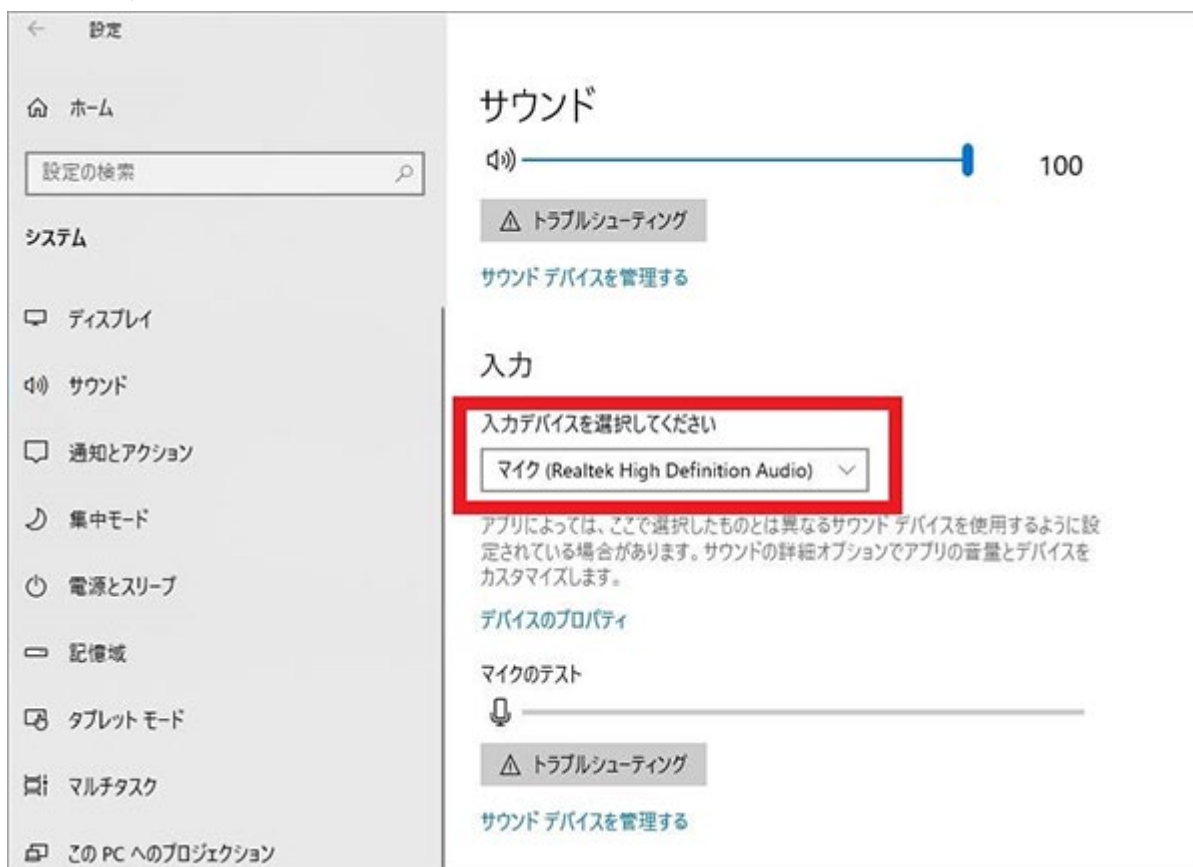 設定
ホーム
設定の検索
システム
ディスプレイ
サウンド
通知とアクション
集中モード
電源とスリープ
記憶域
タブレット モード
マルチタスク
この PC へのプロジェクション
サウンド
100
トラブルシューティング
サウンド デバイスを管理する
入力
入力デバイスを選択してください
マイク (Realtek High Definition Audio)
アプリによっては、ここで選択したものとは異なるサウンド デバイスを使用するように設
定されている場合があります。サウンドの詳細オプションでアプリの音量とデバイスを
カスタマイズします。
デバイスのプロパティ
マイクのテスト
トラブルシューティング
サウンド デバイスを管理する